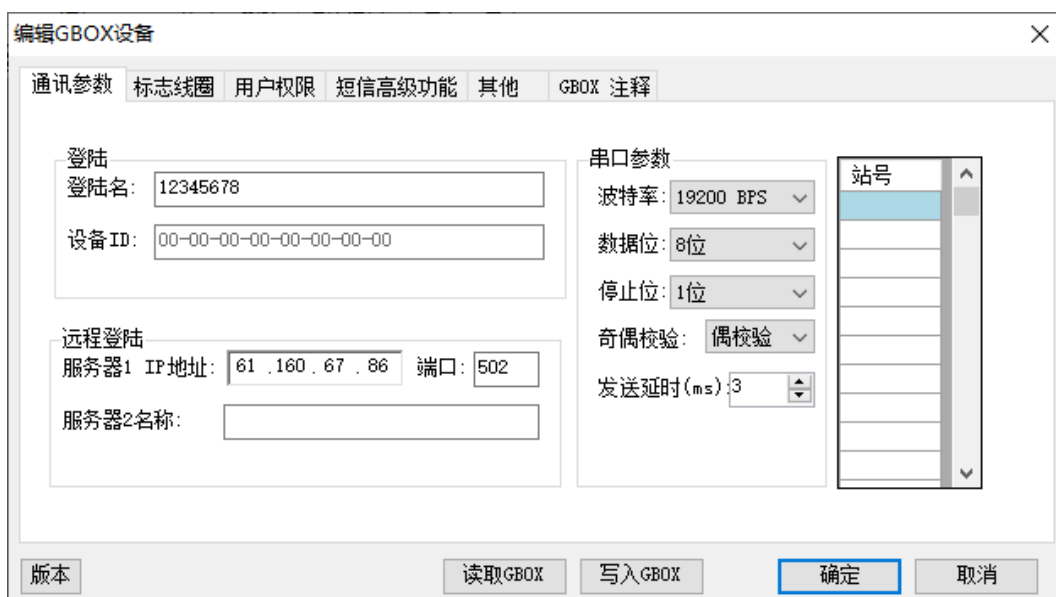 编辑GBOX设备
通讯参数 标志线圈 用户权限 短信高级功能 其他 GBOX 注释
登陆
登陆名: 12345678
设备ID: 00-00-00-00-00-00-00-00
远程登陆
服务器1 IP地址: 61 .160 . 67 . 86 端口: 502
服务器2名称:
串口参数
波特率: 19200 BPS
数据位: 8位
停止位: 1位
奇偶校验: 偶校验
发送延时(ms): 3
站号
版本 读取GBOX 写入GBOX 确定 取消